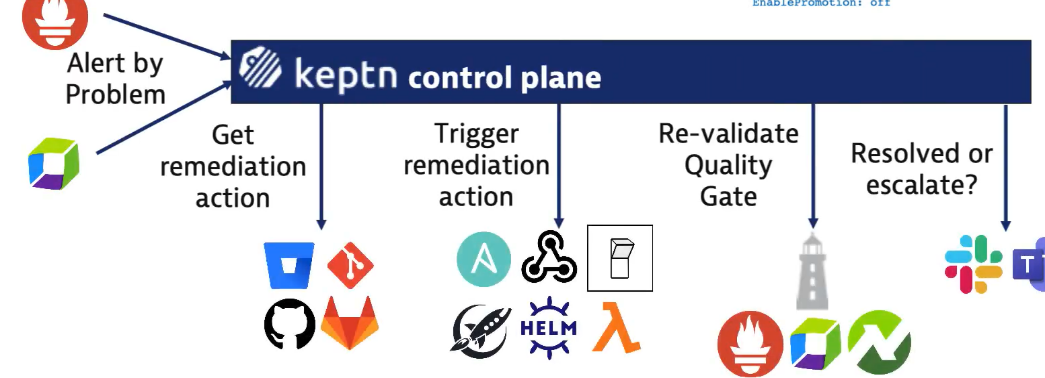 EnablePromotion: off
Alert by
Problem
keptn control plane
Get
remediation
action
Trigger
remediation
action
Re-validate
Quality
Gate
Resolved or
escalate?
HELM
T